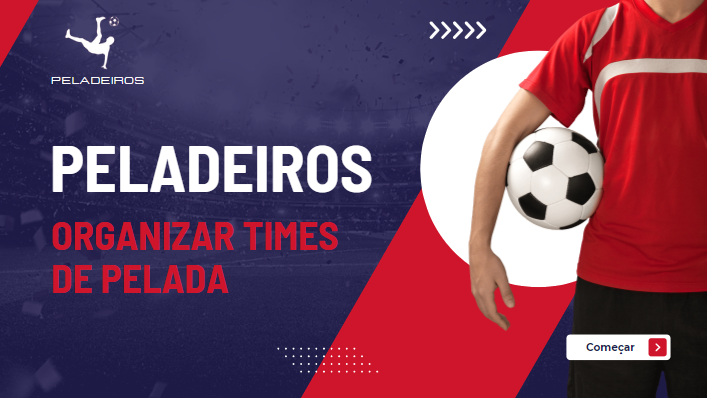 PELADEIROS
PELADEIROS
ORGANIZAR TIMES
DE PELADA
Começar